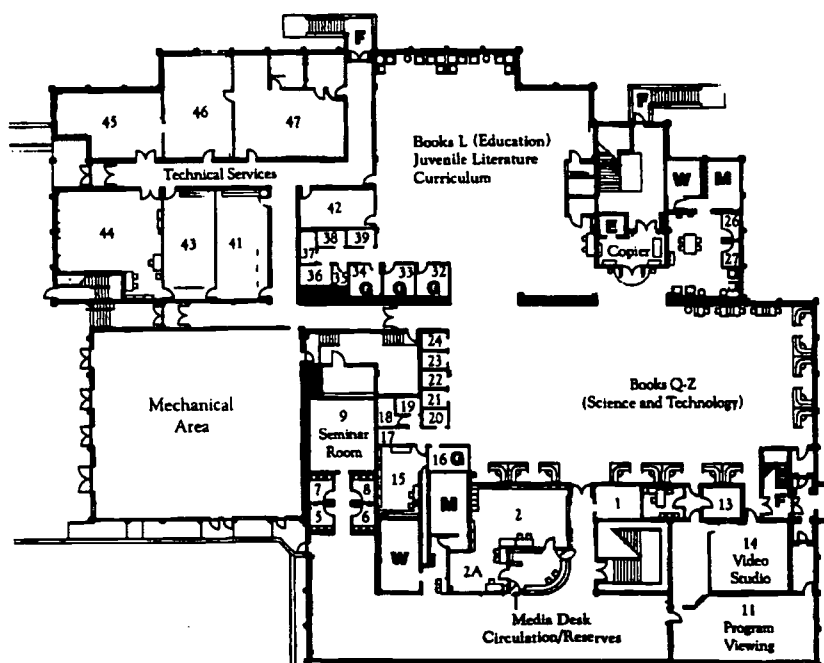 F
F
45
46
47
Books L (Education)
Juvenile Literature
Curriculum
Technical Services
W
M
42
44
43
41
38
39
37
36
35
34
33
32
G
G
G
E
Copier
26
27
24
23
22
21
20
19
18
17
Mechanical
Area
9
Seminar
Room
Books Q-Z
(Science and Technology)
16 G
15
7
8
5
6
M
W
2
2A
1
13
F
14
Video
Studio
11
Program
Viewing
Media Desk
Circulation/Reserves